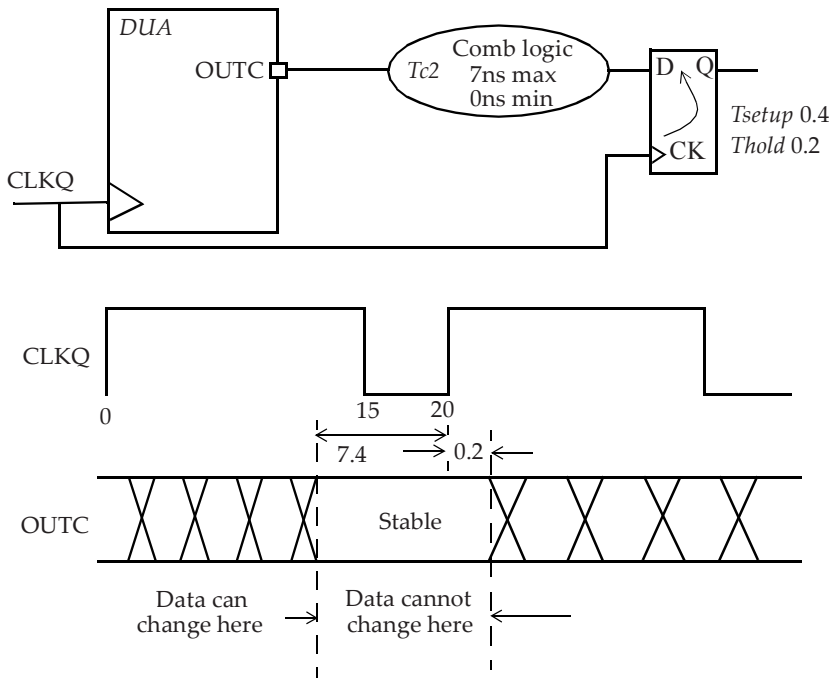 DUA
OUTC
Tc2
Comb logic
7ns max
0ns min
D
Q
CK
Tsetup 0.4
Thold 0.2
CLKQ
CLKQ
0
15
20
7.4
0.2
OUTC
Stable
Data can
change here
Data cannot
change here